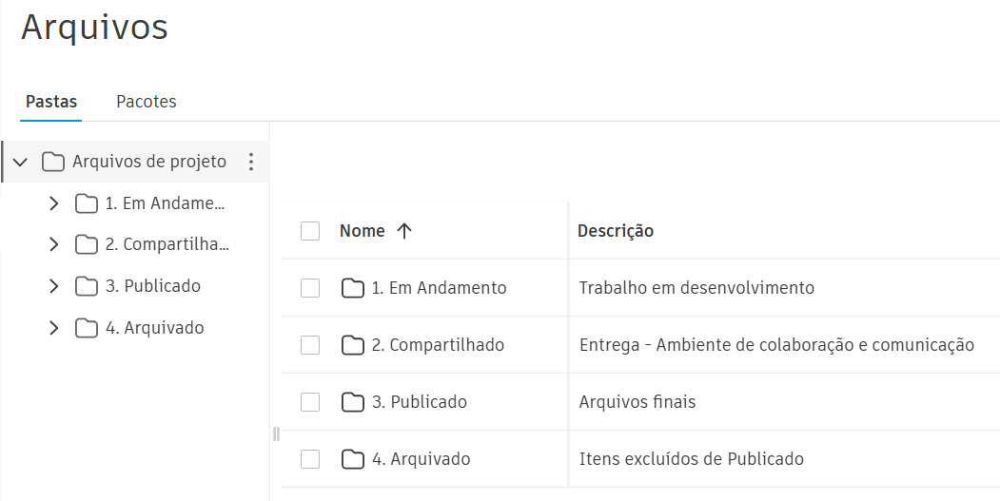 Arquivos
Pastas Pacotes
Arquivos de projeto
1. Em Andame...
2. Compartilha...
3. Publicado
4. Arquivado
Nome Descrição
1. Em Andamento Trabalho em desenvolvimento
2. Compartilhado Entrega - Ambiente de colaboração e comunicação
3. Publicado Arquivos finais
4. Arquivado Itens excluídos de Publicado